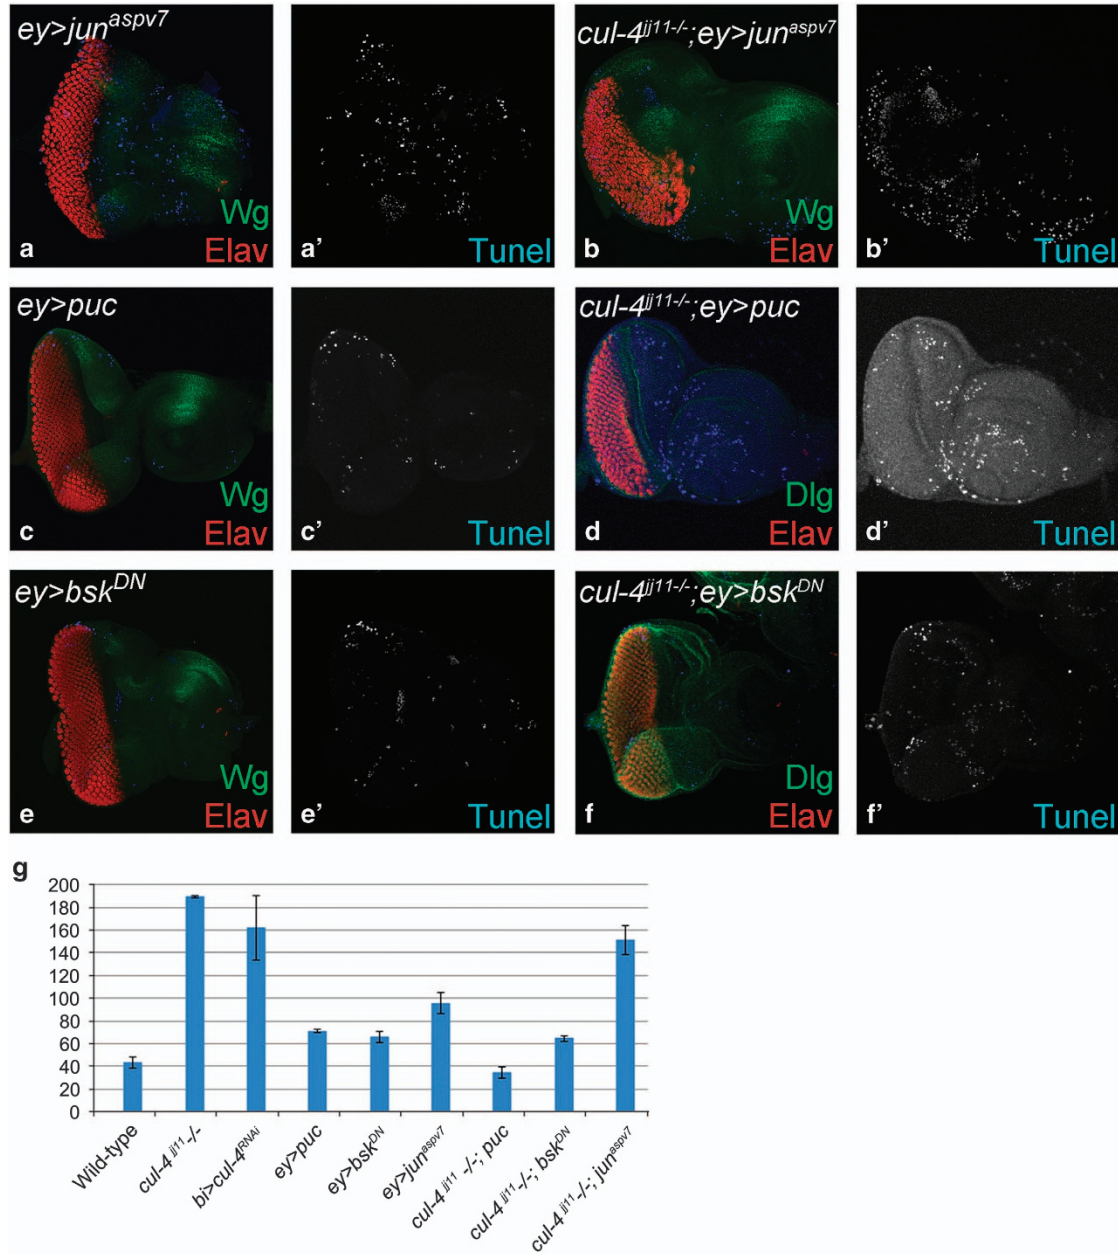 ey>jun^aspv7
Wg
Elav
a
a'
Tunel
cul-4^jj11-/-;ey>jun^aspv7
Wg
Elav
b
b'
Tunel
ey>puc
Wg
Elav
c
c'
Tunel
cul-4^jj11-/-;ey>puc
Dlg
Elav
d
d'
Tunel
ey>bsk^DN
Wg
Elav
e
e'
Tunel
cul-4^jj11-/-;ey>bsk^DN
Dlg
Elav
f
f'
Tunel
g
200
180
160
140
120
100
80
60
40
20
0
Wild-type
cul-4^jj11-/-
bi>cul-4^RNAi
ey>puc
ey>bsk^DN
ey>jun^aspv7
cul-4^jj11-/-; puc
cul-4^jj11-/-; bsk^DN
cul-4^jj11-/-; jun^aspv7